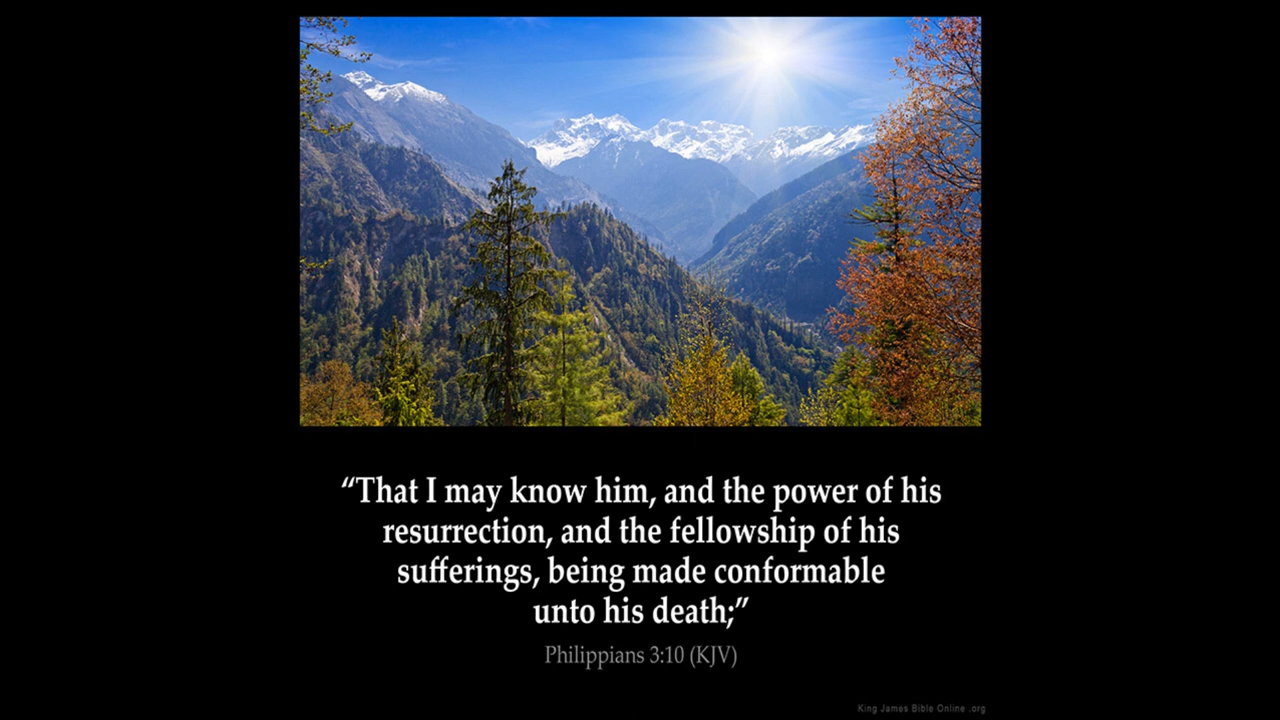 “That I may know him, and the power of his
resurrection, and the fellowship of his
sufferings, being made conformable
unto his death;”
Philippians 3:10 (KJV)
King James Bible Online .org